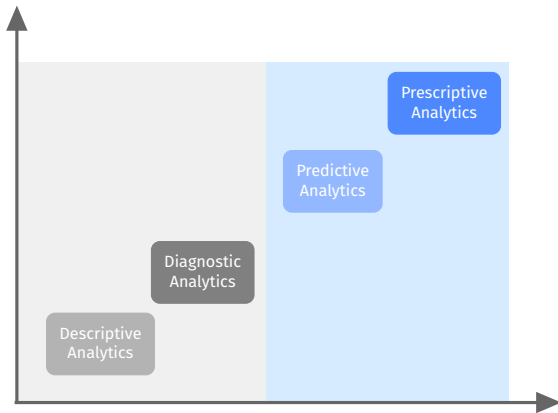 Prescriptive
Analytics
Predictive
Analytics
Diagnostic
Analytics
Descriptive
Analytics